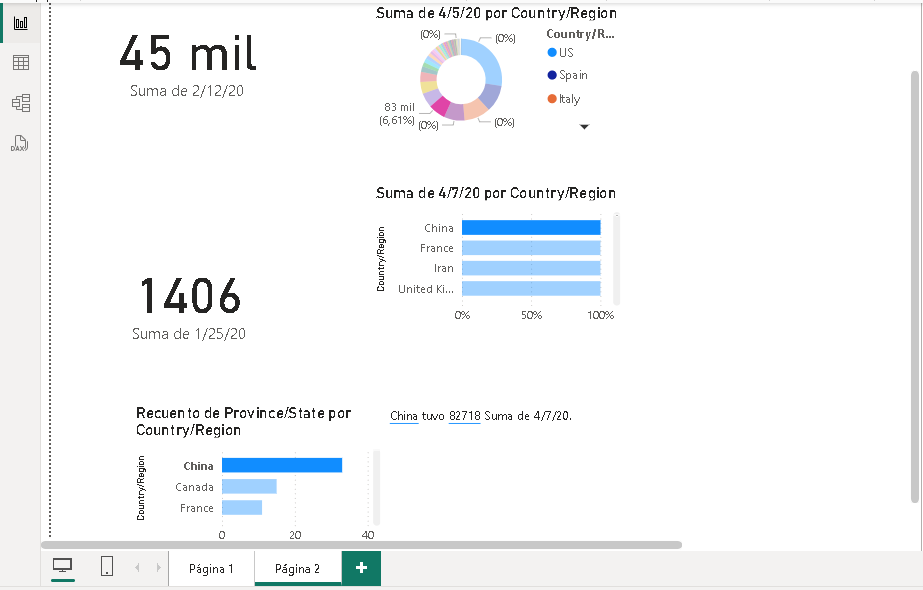 Suma de 4/5/20 por Country/Region
45 mil
Suma de 2/12/20
(0%)
(0%)
83 mil
(6,61%)
(0%)
(0%)
Country/R...
US
Spain
Italy
Suma de 4/7/20 por Country/Region
Country/Region
China
France
Iran
United Ki...
0% 50% 100%
1406
Suma de 1/25/20
Recuento de Province/State por
Country/Region
Country/Region
China
Canada
France
0 20 40
China tuvo 82718 Suma de 4/7/20.
DAX
Página 1
Página 2
+